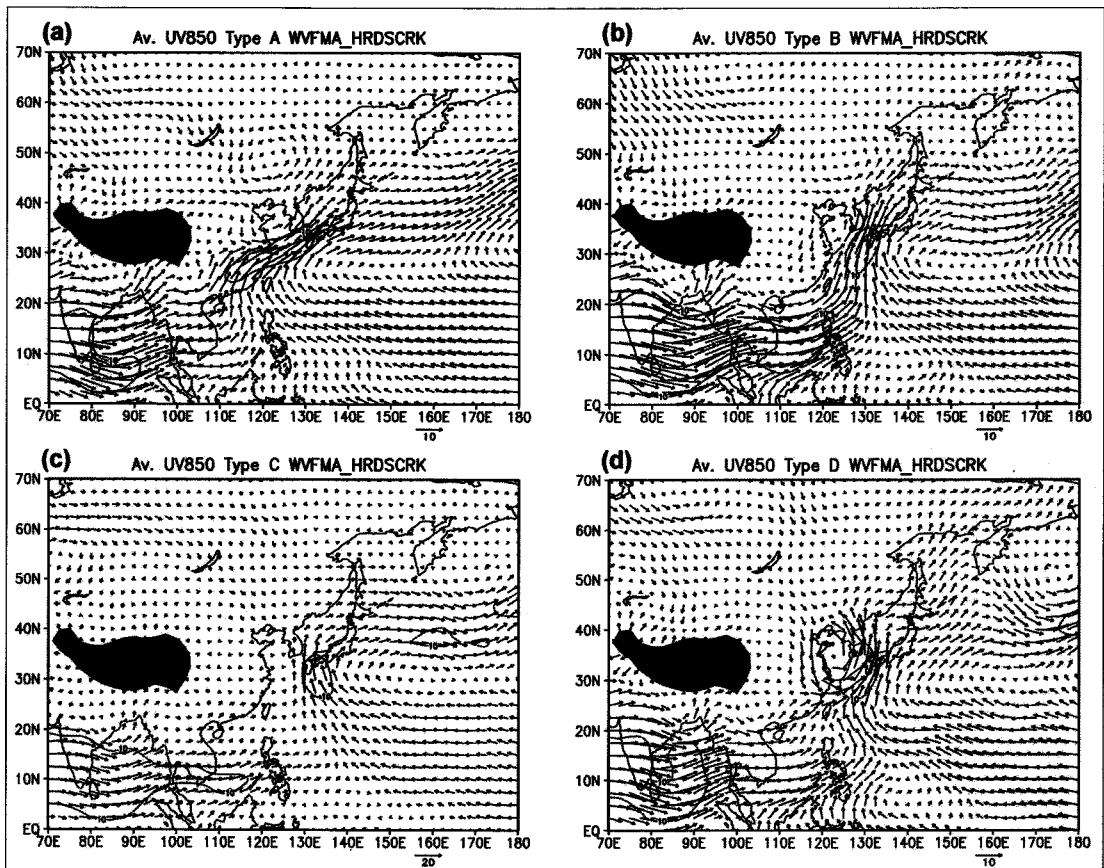 (a)
Av. UV850 Type A WVFMA_HRDSCRK
70N
60N
50N
40N
30N
20N
10N
EQ
70E 80E 90E 100E 110E 120E 130E 140E 150E 160E 170E 180
10
(b)
Av. UV850 Type B WVFMA_HRDSCRK
70N
60N
50N
40N
30N
20N
10N
EQ
70E 80E 90E 100E 110E 120E 130E 140E 150E 160E 170E 180
10
(c)
Av. UV850 Type C WVFMA_HRDSCRK
70N
60N
50N
40N
30N
20N
10N
EQ
70E 80E 90E 100E 110E 120E 130E 140E 150E 160E 170E 180
20
10
10
10
10
(d)
Av. UV850 Type D WVFMA_HRDSCRK
70N
60N
50N
40N
30N
20N
10N
EQ
70E 80E 90E 100E 110E 120E 130E 140E 150E 160E 170E 180
10